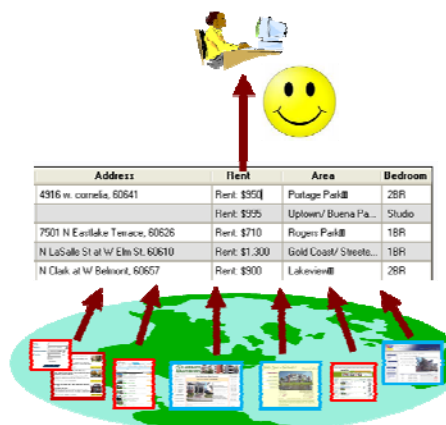 Address Rent Area Bedroom
4916 w. cornelia, 60641 Rent: $950 Portage Park 2BR
Rent: $995 Uptown/ Buena Pa... Studio
7501 N Eastlake Terrace, 60626 Rent: $710 Rogers Park 1BR
N LaSalle St at W Elm St, 60610 Rent: $1,300 Gold Coast/ Streete... 1BR
N Clark at W Belmont, 60657 Rent: $900 Lakeview 2BR